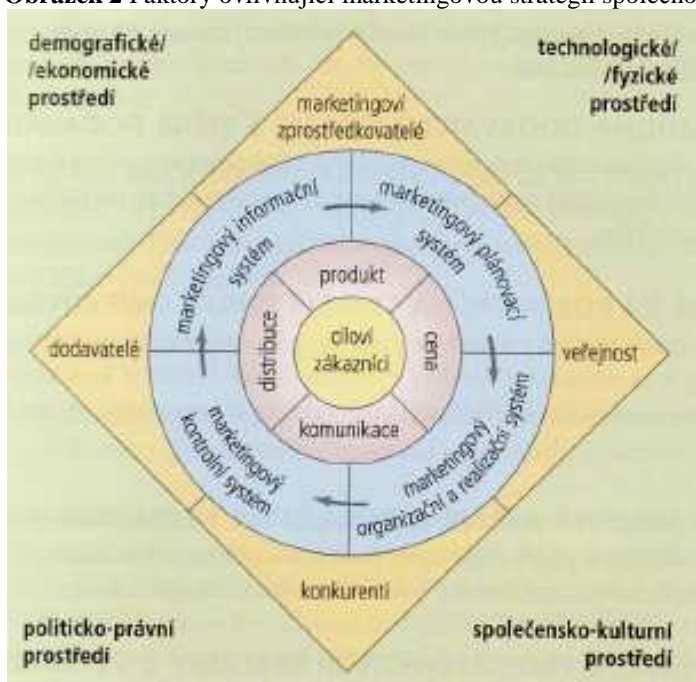 Obrázek 2 Faktory ovlivňující marketingovou strategii
demografické/
/ekonomické
prostředí
technologické/
/fyzické
prostředí
marketingoví
zprostředkovatelé
marketingový informační
systém
marketingový plánovací
systém
produkt
dodavatelé
distribuce
cíloví
zákazníci
cena
veřejnost
komunikace
marketingový
kontrolní systém
marketingový
organizační a realizační systém
konkurenti
politicko-právní
prostředí
společensko-kulturní
prostředí